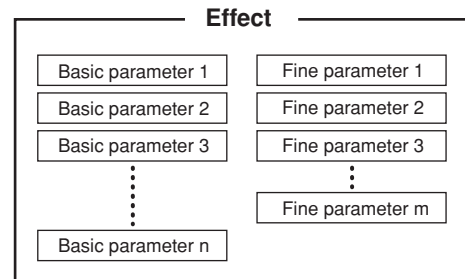 Effect
Basic parameter 1
Basic parameter 2
Basic parameter 3
Basic parameter n
Fine parameter 1
Fine parameter 2
Fine parameter 3
Fine parameter m